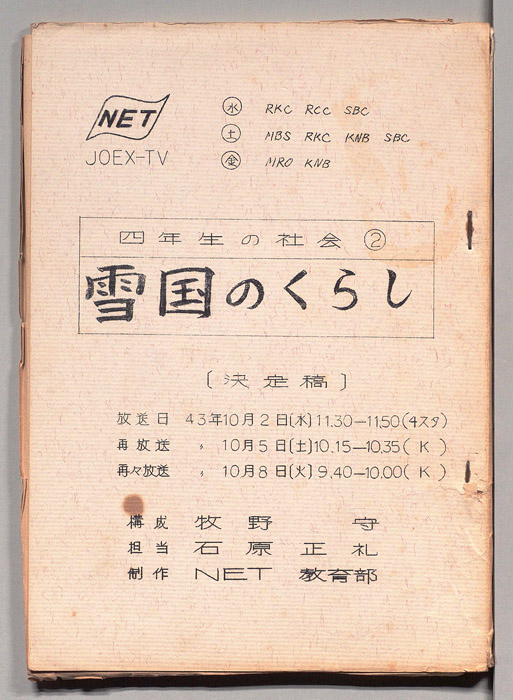 NET
JOEX-TV
㊌ RKC RCC SBC
㊏ MBS RKC KNB SBC
㊎ MRO KNB
四年生の社会②
雪国のくらし
〔決定稿〕
放送日 43年10月2日(水)11.30—11.50(4スタ)
再放送 〃 10月5日(土)10.15—10.35( K )
再々放送 〃 10月8日(火)9.40—10.00( K )
構成 牧野 守
担当 石原正礼
制作 NET 教育部